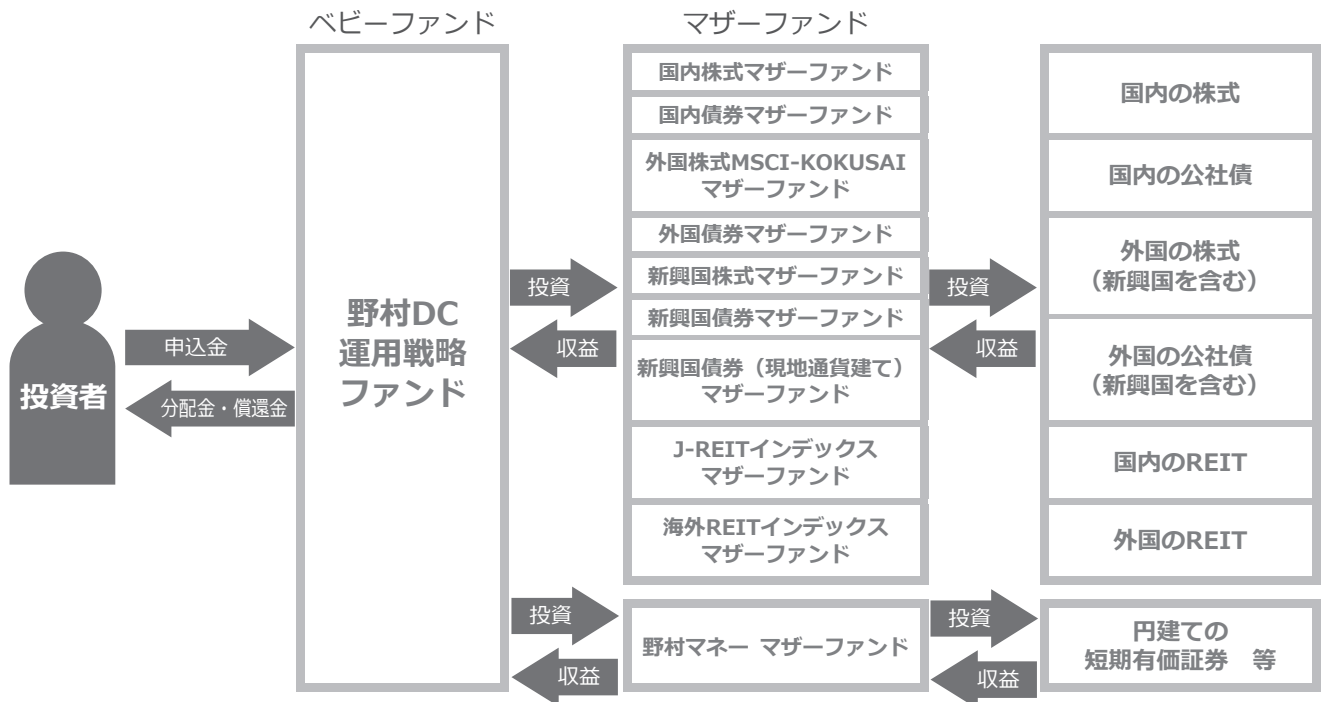 ベビーファンド
マザーファンド
投資者
申込金
分配金・償還金
野村DC
運用戦略
ファンド
投資
収益
国内株式マザーファンド
国内債券マザーファンド
外国株式MSCI-KOKUSAI
マザーファンド
外国債券マザーファンド
新興国株式マザーファンド
新興国債券マザーファンド
新興国債券（現地通貨建て）
マザーファンド
J-REITインデックス
マザーファンド
海外REITインデックス
マザーファンド
投資
収益
国内の株式
国内の公社債
外国の株式
（新興国を含む）
外国の公社債
（新興国を含む）
国内のREIT
外国のREIT
投資
収益
野村マネー マザーファンド
投資
収益
円建ての
短期有価証券　等